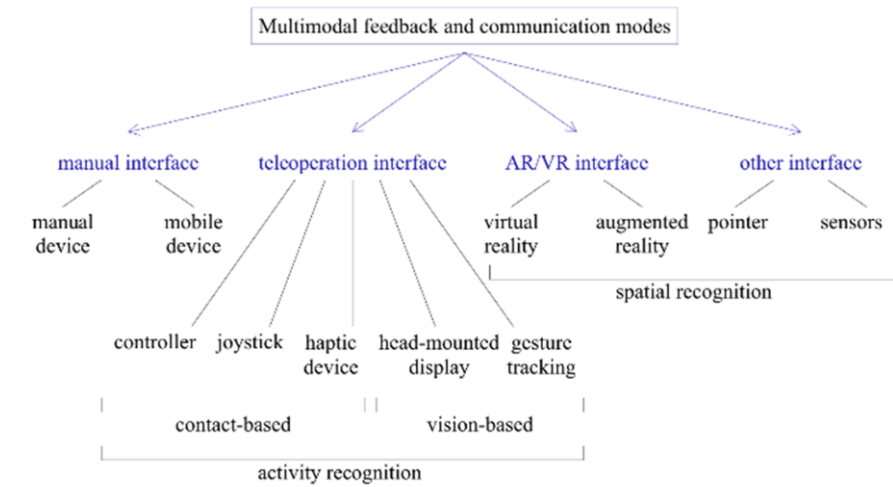 Multimodal feedback and communication modes
manual interface
teleoperation interface
AR/VR interface
other interface
manual
device
mobile
device
virtual
reality
augmented
reality
pointer
sensors
spatial recognition
controller
joystick
haptic
device
head-mounted
display
gesture
tracking
contact-based
vision-based
activity recognition